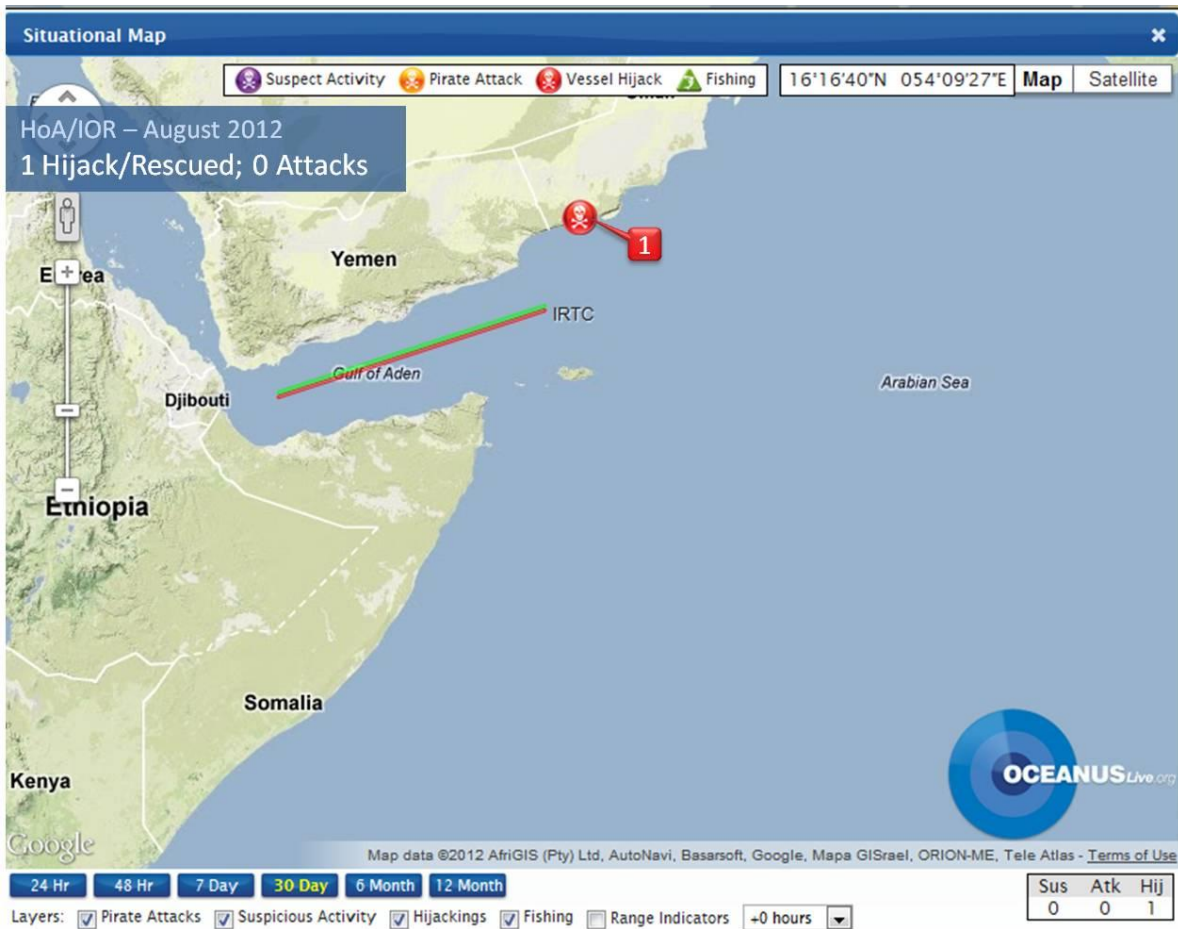 Situational Map
Suspect Activity Pirate Attack Vessel Hijack Fishing
16°16'40"N 054°09'27"E Map Satellite
HoA/IOR – August 2012
1 Hijack/Rescued; 0 Attacks
1
Yemen
IRTC
Gulf of Aden
Arabian Sea
Djibouti
Ethiopia
Somalia
Kenya
OCEANUSLive.org
Google
Map data ©2012 AfriGIS (Pty) Ltd, AutoNavi, Basarsoft, Google, Mapa GISrael, ORION-ME, Tele Atlas - Terms of Use
24 Hr 48 Hr 7 Day 30 Day 6 Month 12 Month
Sus Atk Hij
0 0 1
Layers: Pirate Attacks Suspicious Activity Hijackings Fishing Range Indicators +0 hours